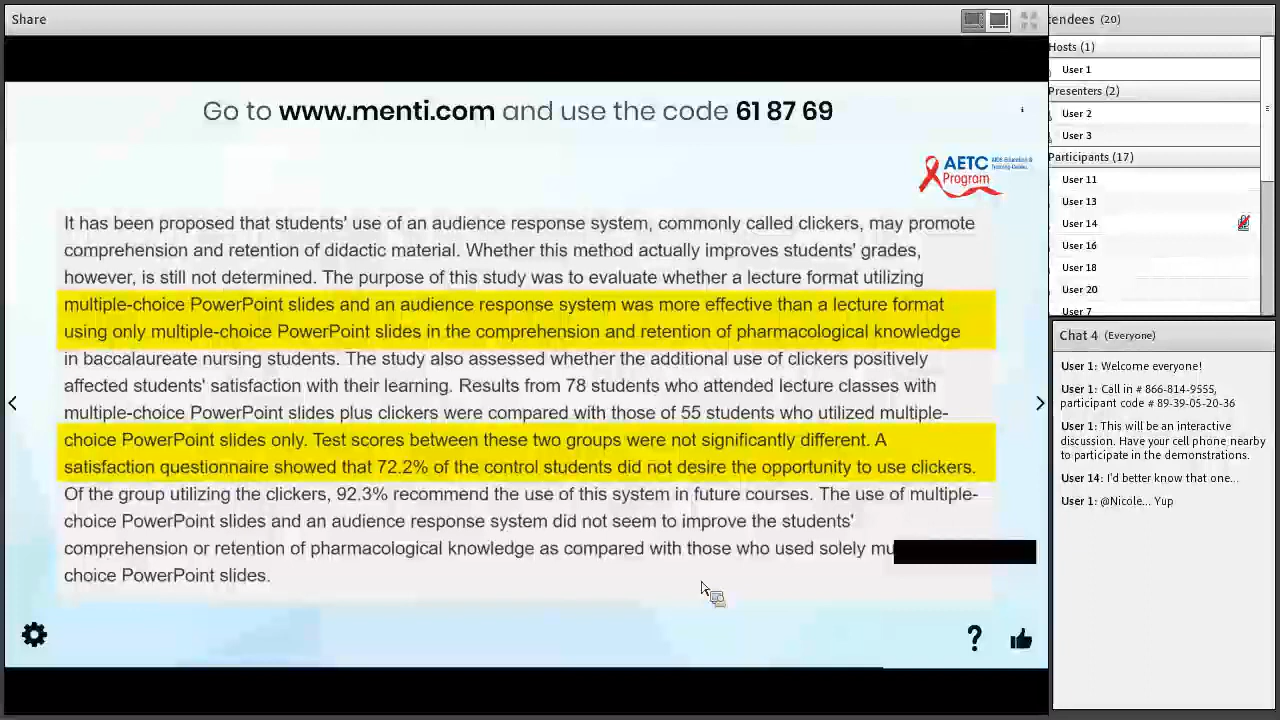 Share
Go to www.menti.com and use the code 61 87 69
AETC AIDS Education &
Program Training Center
It has been proposed that students' use of an audience response system, commonly called clickers, may promote
comprehension and retention of didactic material. Whether this method actually improves students' grades,
however, is still not determined. The purpose of this study was to evaluate whether a lecture format utilizing
multiple-choice PowerPoint slides and an audience response system was more effective than a lecture format
using only multiple-choice PowerPoint slides in the comprehension and retention of pharmacological knowledge
in baccalaureate nursing students. The study also assessed whether the additional use of clickers positively
affected students' satisfaction with their learning. Results from 78 students who attended lecture classes with
multiple-choice PowerPoint slides plus clickers were compared with those of 55 students who utilized multiple-
choice PowerPoint slides only. Test scores between these two groups were not significantly different. A
satisfaction questionnaire showed that 72.2% of the control students did not desire the opportunity to use clickers.
Of the group utilizing the clickers, 92.3% recommend the use of this system in future courses. The use of multiple-
choice PowerPoint slides and an audience response system did not seem to improve the students'
comprehension or retention of pharmacological knowledge as compared with those who used solely mu
choice PowerPoint slides.
?
endees (20)
Hosts (1)
User 1
Presenters (2)
User 2
User 3
Participants (17)
User 11
User 13
User 14
User 16
User 18
User 20
User 7
Chat 4 (Everyone)
User 1: Welcome everyone!
User 1: Call in # 866-814-9555,
participant code # 89-39-05-20-36
User 1: This will be an interactive
discussion. Have your cell phone nearby
to participate in the demonstrations.
User 14: I'd better know that one...
User 1: @Nicole... Yup